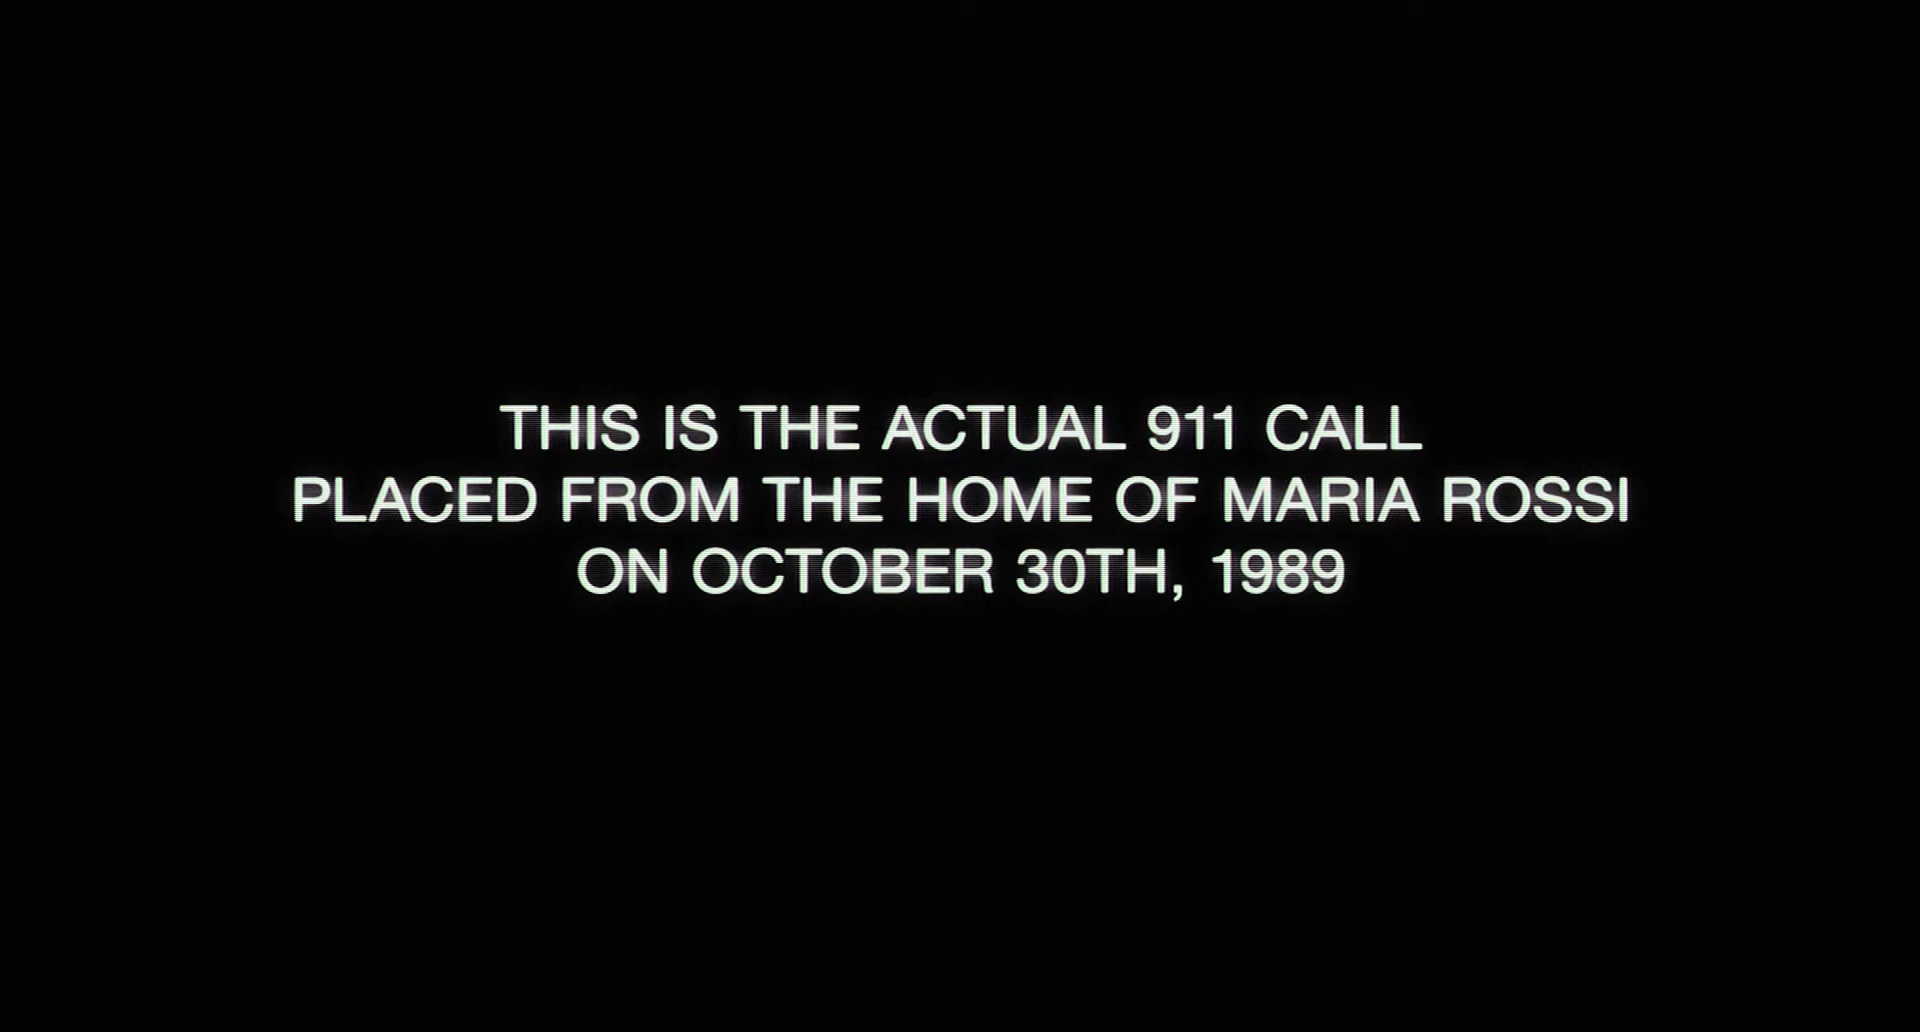 THIS IS THE ACTUAL 911 CALL
PLACED FROM THE HOME OF MARIA ROSSI
ON OCTOBER 30TH, 1989